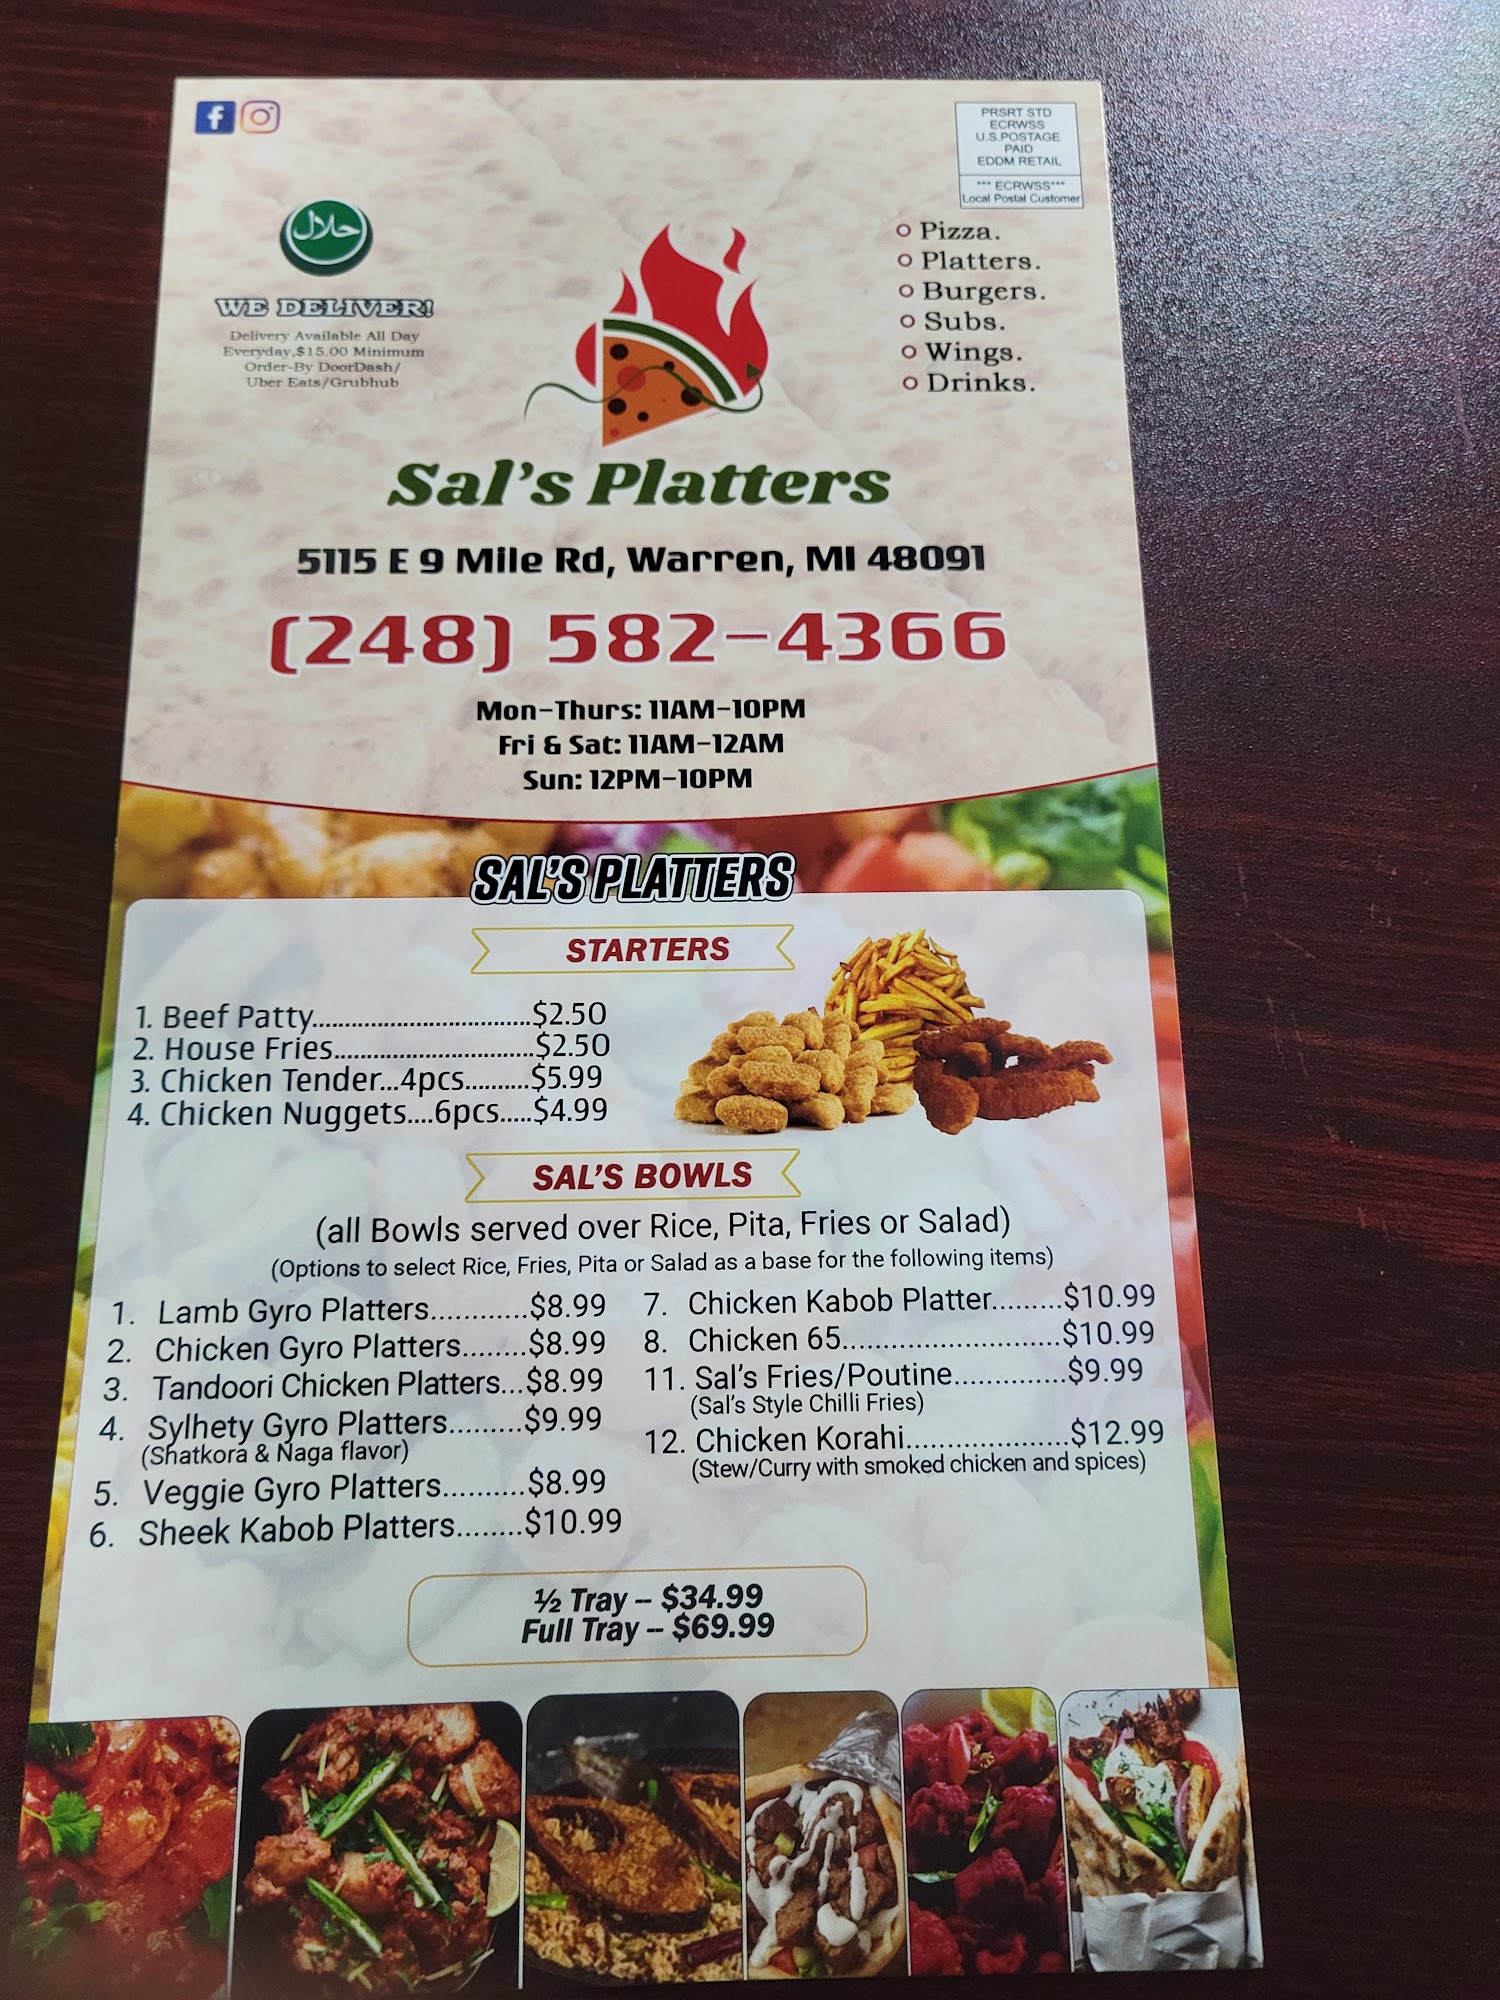 f
PRSRT STD
ECRWSS
U.S.POSTAGE
PAID
EDDM RETAIL
*** ECRWSS***
Local Postal Customer
حلال
WE DELIVER!
Delivery Available All Day
Everyday,$15.00 Minimum
Order-By DoorDash/
Uber Eats/Grubhub
Pizza.
Platters.
Burgers.
Subs.
Wings.
Drinks.
Sal's Platters
5115 E 9 Mile Rd, Warren, MI 48091
(248) 582-4366
Mon-Thurs: 11AM-10PM
Fri & Sat: 11AM-12AM
Sun: 12PM-10PM
SAL'S PLATTERS
STARTERS
1. Beef Patty..................................$2.50
2. House Fries...............................$2.50
3. Chicken Tender...4pcs..........$5.99
4. Chicken Nuggets....6pcs.....$4.99
SAL'S BOWLS
(all Bowls served over Rice, Pita, Fries or Salad)
(Options to select Rice, Fries, Pita or Salad as a base for the following items)
1. Lamb Gyro Platters............$8.99
2. Chicken Gyro Platters........$8.99
3. Tandoori Chicken Platters...$8.99
4. Sylhety Gyro Platters.........$9.99
(Shatkora & Naga flavor)
5. Veggie Gyro Platters..........$8.99
6. Sheek Kabob Platters........$10.99
7. Chicken Kabob Platter.........$10.99
8. Chicken 65...........................$10.99
11. Sal's Fries/Poutine..............$9.99
(Sal's Style Chilli Fries)
12. Chicken Korahi....................$12.99
(Stew/Curry with smoked chicken and spices)
½ Tray -- $34.99
Full Tray -- $69.99